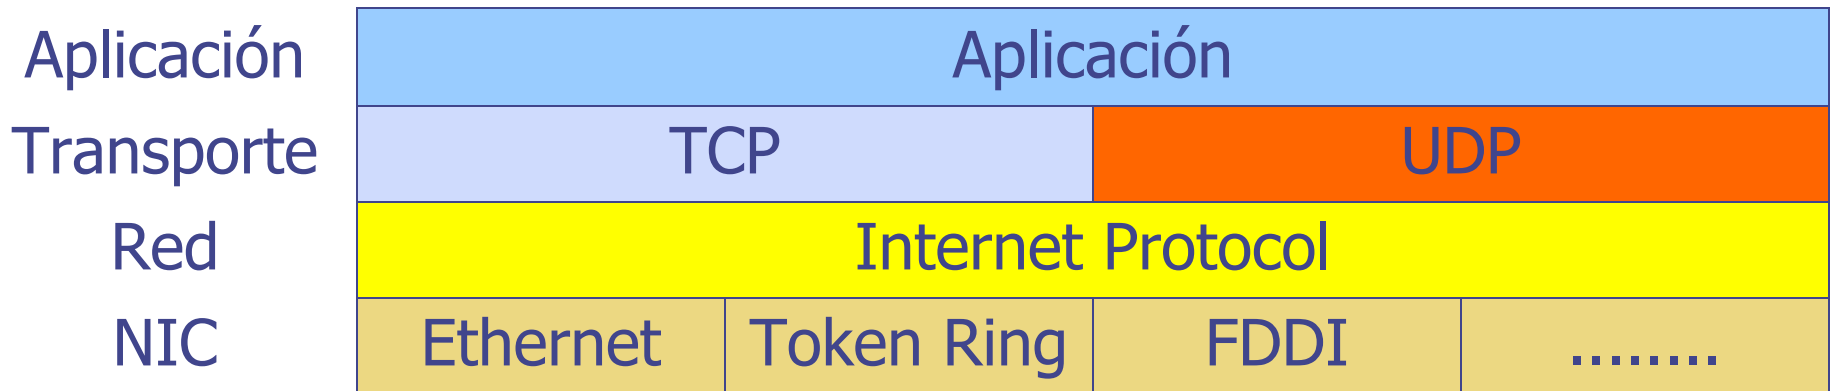 Aplicación Aplicación
Transporte TCP UDP
Red Internet Protocol
NIC Ethernet Token Ring FDDI ........